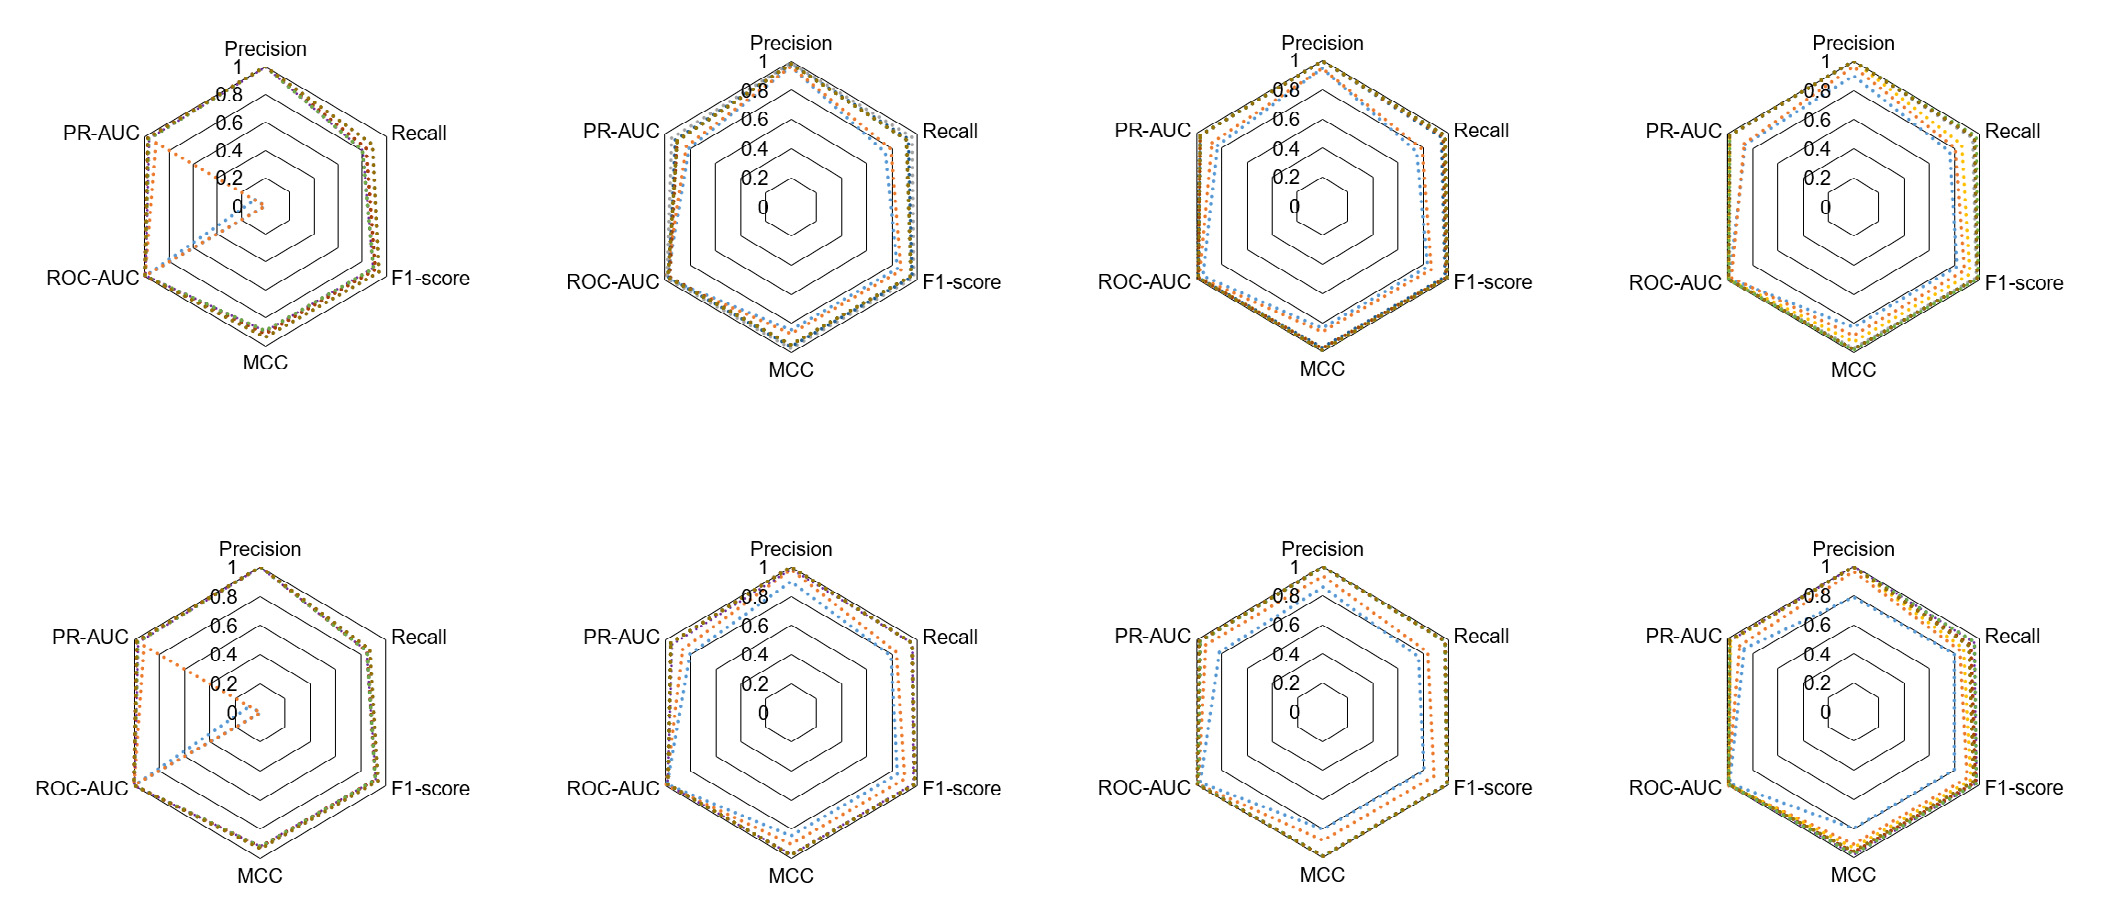 Precision
1
0.8
0.6
0.4
0.2
0
PR-AUC
Recall
ROC-AUC
F1-score
MCC
Precision
1
0.8
0.6
0.4
0.2
0
PR-AUC
Recall
ROC-AUC
F1-score
MCC
Precision
1
0.8
0.6
0.4
0.2
0
PR-AUC
Recall
ROC-AUC
F1-score
MCC
Precision
1
0.8
0.6
0.4
0.2
0
PR-AUC
Recall
ROC-AUC
F1-score
MCC
Precision
1
0.8
0.6
0.4
0.2
0
PR-AUC
Recall
ROC-AUC
F1-score
MCC
Precision
1
0.8
0.6
0.4
0.2
0
PR-AUC
Recall
ROC-AUC
F1-score
MCC
Precision
1
0.8
0.6
0.4
0.2
0
PR-AUC
Recall
ROC-AUC
F1-score
MCC
Precision
1
0.8
0.6
0.4
0.2
0
PR-AUC
Recall
ROC-AUC
F1-score
MCC